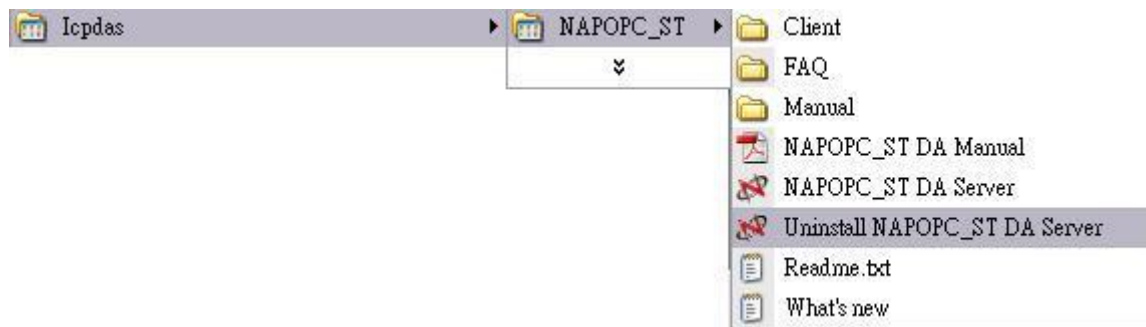 Icpdas
NAPOPC_ST
Client
FAQ
Manual
NAPOPC_ST DA Manual
NAPOPC_ST DA Server
Uninstall NAPOPC_ST DA Server
Readme.txt
What's new